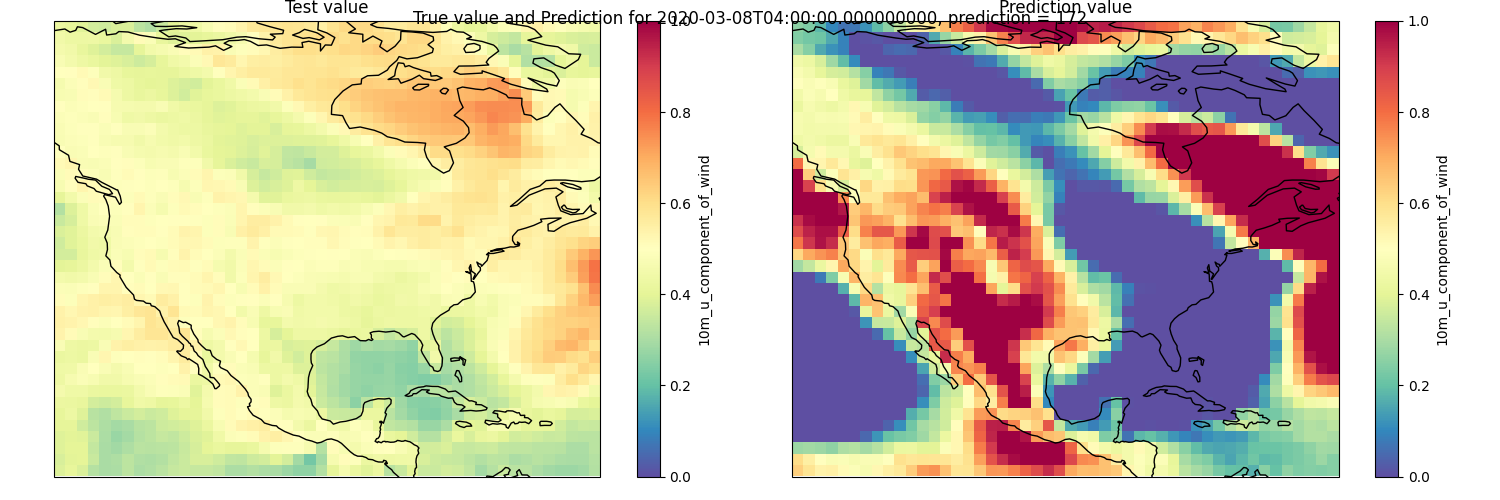 Test value
True value and Prediction for 2020-03-08T04:00:00.000000000, prediction = 172
Prediction value
1.0
0.8
0.6
0.4
0.2
0.0
10m_u_component_of_wind
1.0
0.8
0.6
0.4
0.2
0.0
10m_u_component_of_wind